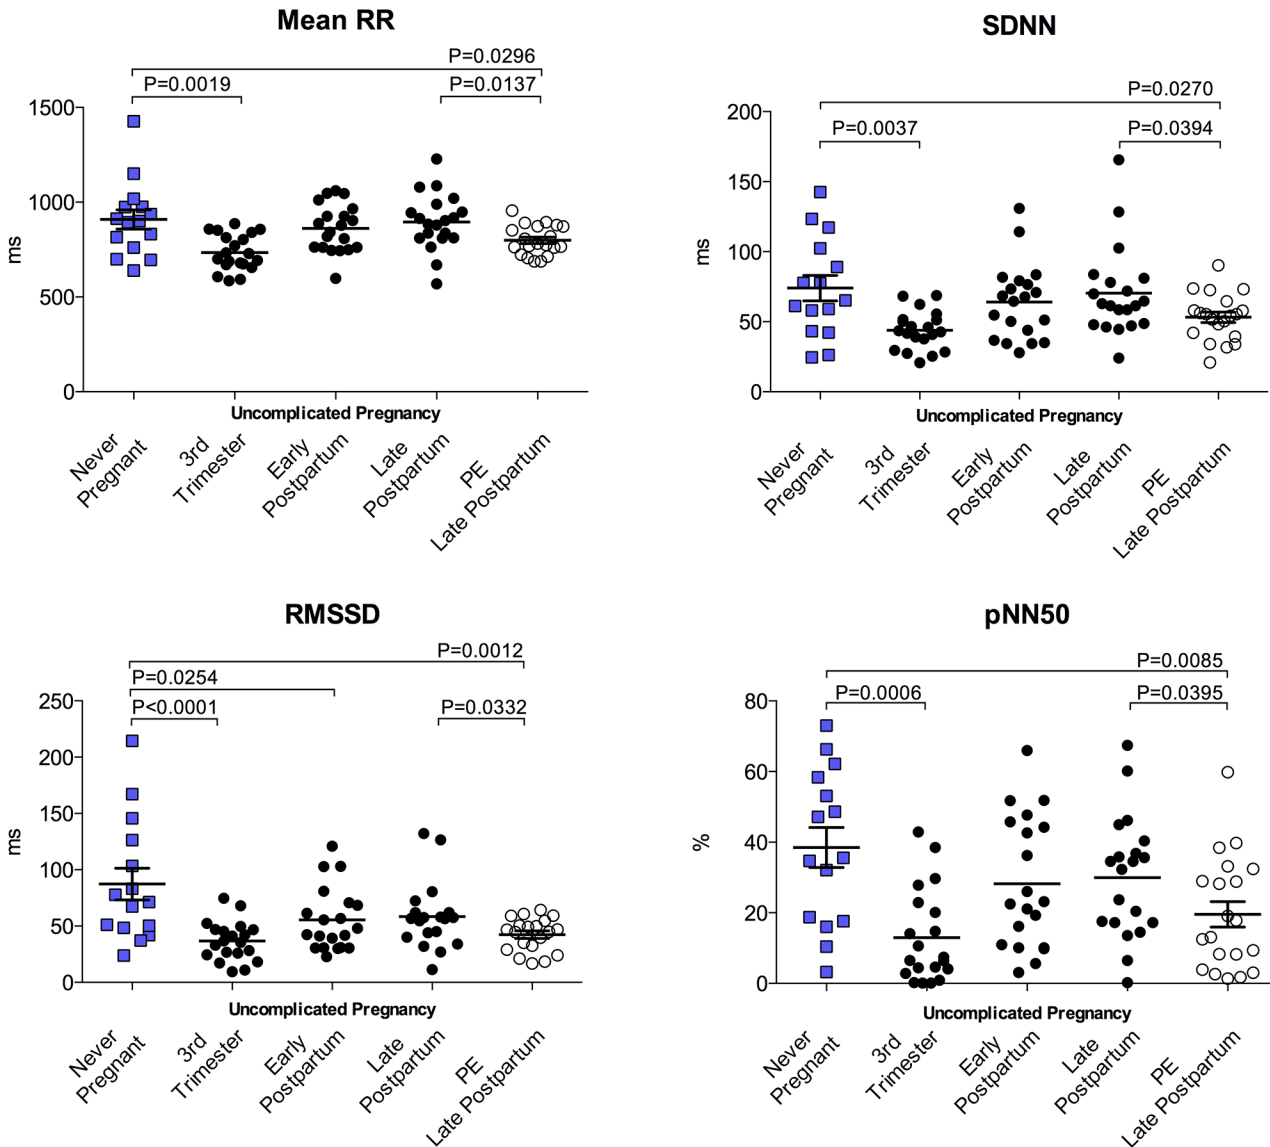 Mean RR
P=0.0296
P=0.0019
P=0.0137
1500
1000
500
0
ms
Uncomplicated Pregnancy
Never
Pregnant
3rd
Trimester
Early
Postpartum
Late
Postpartum
PE
Late Postpartum
SDNN
P=0.0270
P=0.0037
P=0.0394
200
150
100
50
0
ms
Uncomplicated Pregnancy
Never
Pregnant
3rd
Trimester
Early
Postpartum
Late
Postpartum
PE
Late Postpartum
RMSSD
P=0.0012
P=0.0254
P<0.0001
P=0.0332
250
200
150
100
50
0
ms
Uncomplicated Pregnancy
Never
Pregnant
3rd
Trimester
Early
Postpartum
Late
Postpartum
PE
Late Postpartum
pNN50
P=0.0085
P=0.0006
P=0.0395
80
60
40
20
0
%
Uncomplicated Pregnancy
Never
Pregnant
3rd
Trimester
Early
Postpartum
Late
Postpartum
PE
Late Postpartum